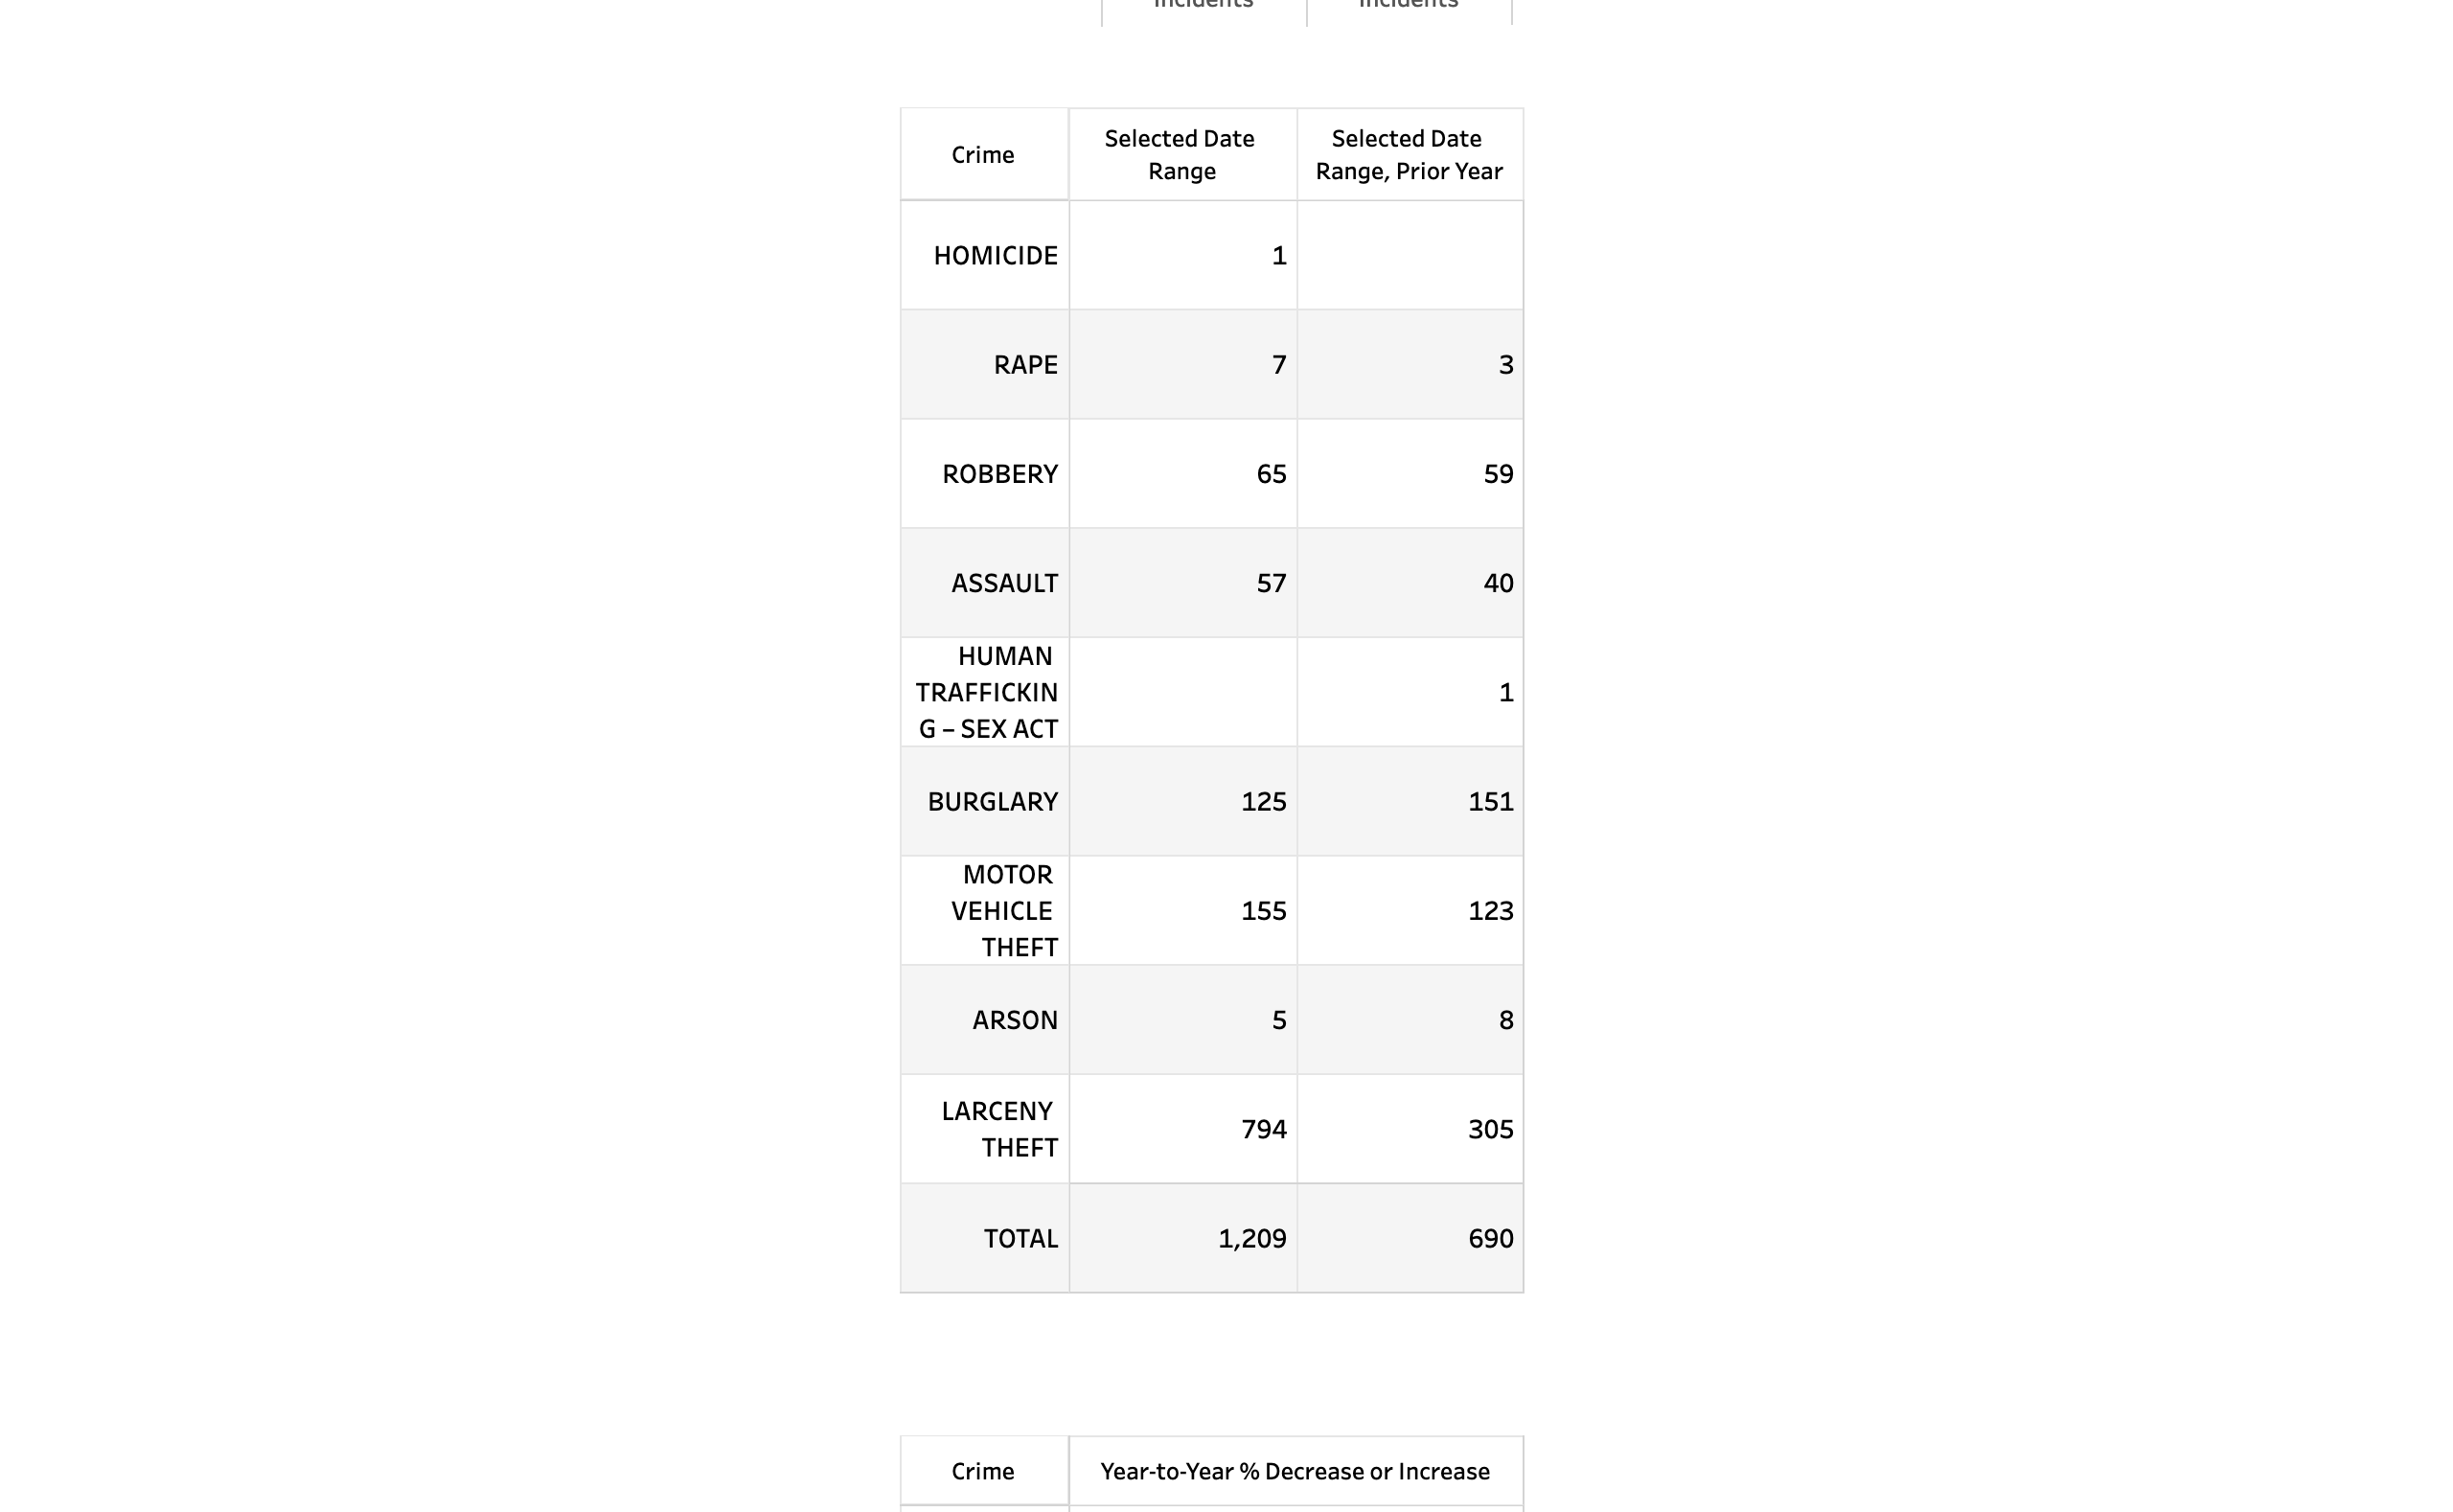 Incidents Incidents
Crime
Selected Date
Range
Selected Date
Range, Prior Year
HOMICIDE 1
RAPE 7 3
ROBBERY 65 59
ASSAULT 57 40
HUMAN
TRAFFICKIN
G – SEX ACT
1
BURGLARY 125 151
MOTOR
VEHICLE
THEFT
155 123
ARSON 5 8
LARCENY
THEFT
794 305
TOTAL 1,209 690
Crime Year-to-Year % Decrease or Increase